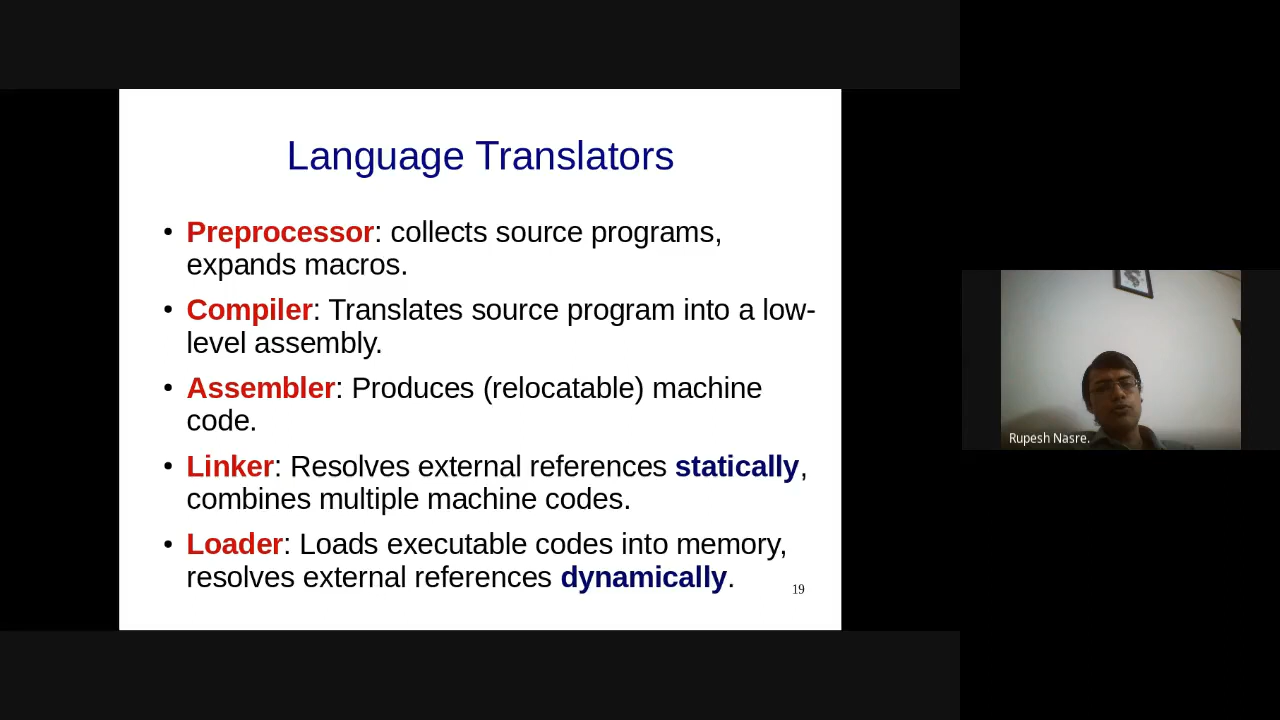 Language Translators
• Preprocessor: collects source programs,
expands macros.
• Compiler: Translates source program into a low-
level assembly.
• Assembler: Produces (relocatable) machine
code.
• Linker: Resolves external references statically,
combines multiple machine codes.
• Loader: Loads executable codes into memory,
resolves external references dynamically.
19
Rupesh Nasre.